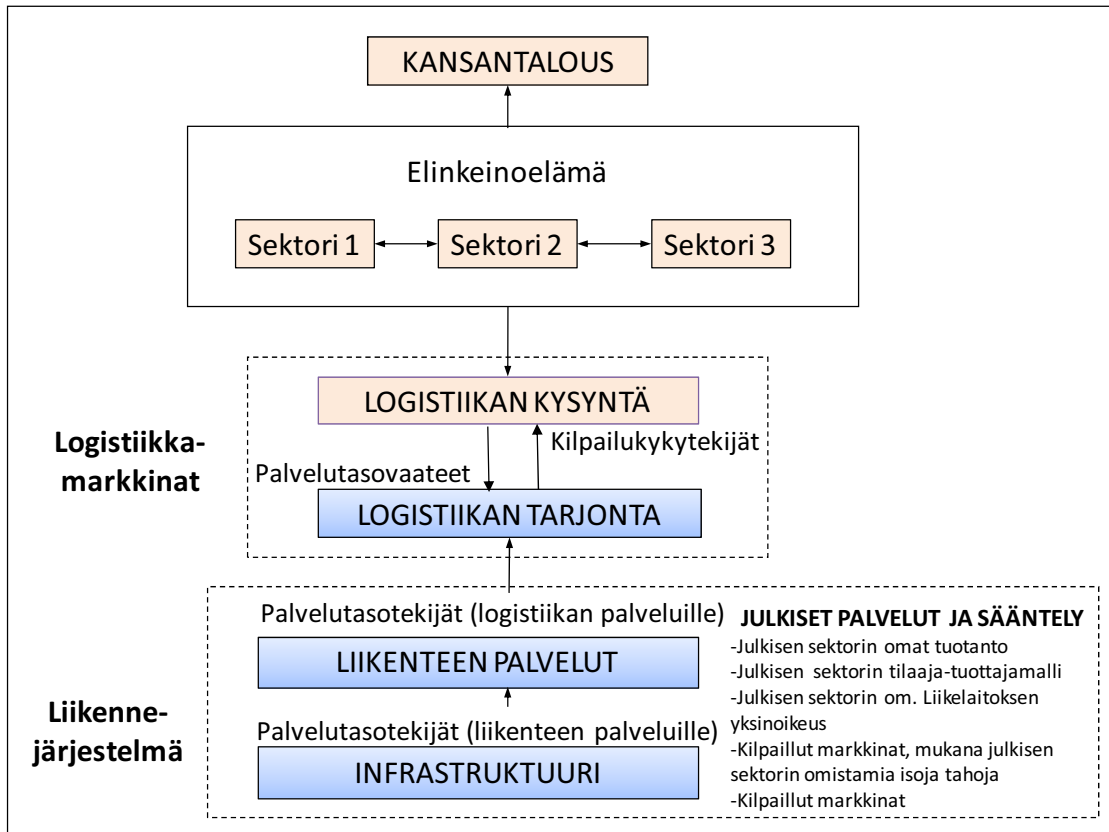 KANSANTALOUS
Elinkeinoelämä
Sektori 1
Sektori 2
Sektori 3
LOGISTIIKAN KYSYNTÄ
Logistiikka-
markkinat
Kilpailukykytekijät
Palvelutasovaateet
LOGISTIIKAN TARJONTA
Liikenne-
järjestelmä
Palvelutasotekijät (logistiikan palveluille)
LIIKENTEEN PALVELUT
Palvelutasotekijät (liikenteen palveluille)
INFRASTRUKTUURI
JULKISET PALVELUT JA SÄÄNTELY
-Julkisen sektorin omat tuotanto
-Julkisen sektorin tilaaja-tuottajamalli
-Julkisen sektorin om. Liikelaitoksen
yksinoikeus
-Kilpaillut markkinat, mukana julkisen
sektorin omistamia isoja tahoja
-Kilpaillut markkinat